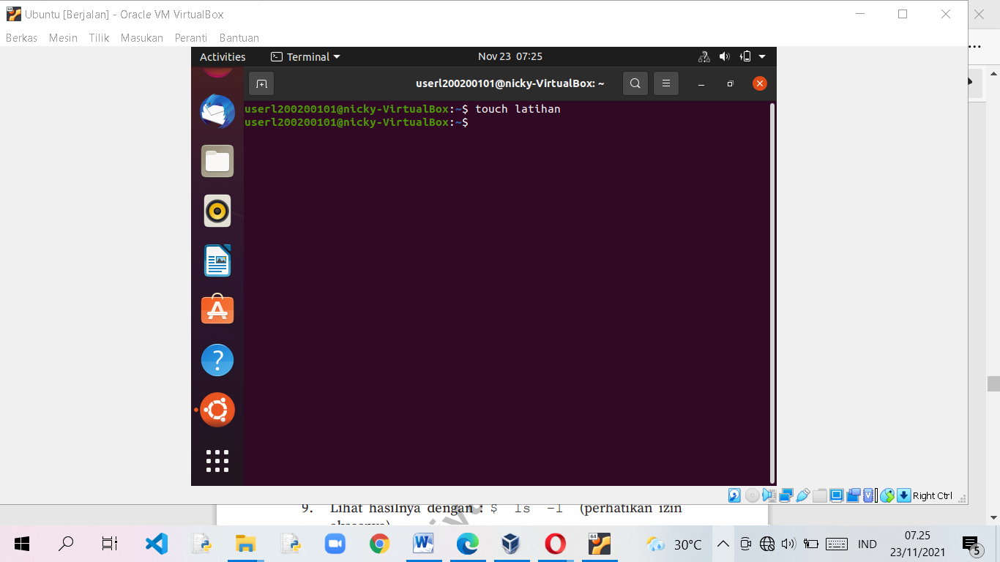 Ubuntu [Berjalan] - Oracle VM VirtualBox
Berkas Mesin Tilik Masukan Peranti Bantuan
Activities Terminal Nov 23 07:25
userl200200101@nicky-VirtualBox: ~
userl200200101@nicky-VirtualBox:~$ touch latihan
userl200200101@nicky-VirtualBox:~$
Right Ctrl
9. Lihat hasilnya dengan : $ ls -l (perhatikan izin
30°C IND 07.25
23/11/2021 5